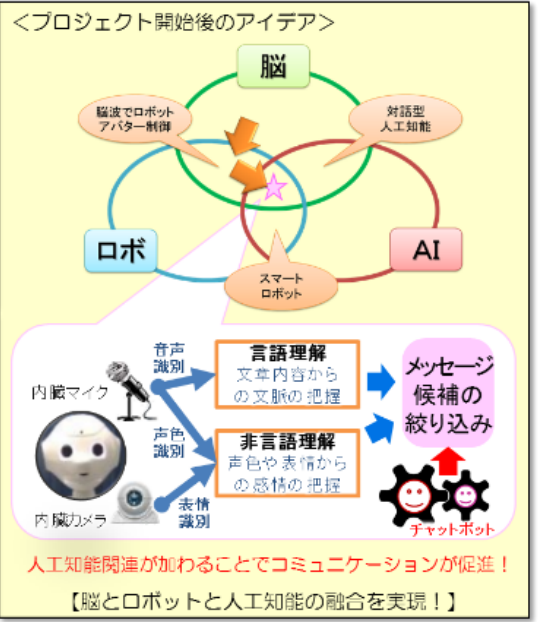 ＜プロジェクト開始後のアイデア＞
脳
脳波でロボット
アバター制御
対話型
人工知能
ロボ
AI
スマート
ロボット
音声
識別
言語理解
文章内容から
の文脈の把握
メッセージ
候補の
絞り込み
内臓マイク
声色
識別
非言語理解
声色や表情から
の感情の把握
内臓カメラ
表情
識別
チャットボット
人工知能関連が加わることでコミュニケーションが促進！
【脳とロボットと人工知能の融合を実現！】